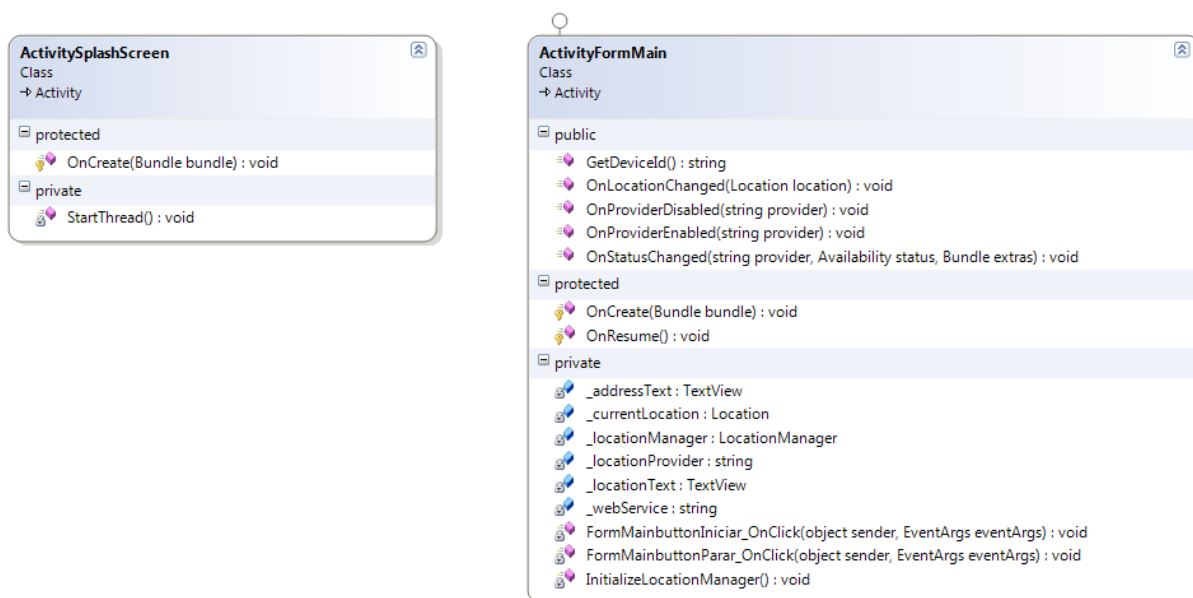 ActivitySplashScreen
Class
Activity
protected
OnCreate(Bundle bundle) : void
private
StartThread() : void
ActivityFormMain
Class
Activity
public
GetDeviceId() : string
OnLocationChanged(Location location) : void
OnProviderDisabled(string provider) : void
OnProviderEnabled(string provider) : void
OnStatusChanged(string provider, Availability status, Bundle extras) : void
protected
OnCreate(Bundle bundle) : void
OnResume() : void
private
_addressText : TextView
_currentLocation : Location
_locationManager : LocationManager
_locationProvider : string
_locationText : TextView
_webService : string
FormMainbuttonIniciar_OnClick(object sender, EventArgs eventArgs) : void
FormMainbuttonParar_OnClick(object sender, EventArgs eventArgs) : void
InitializeLocationManager() : void